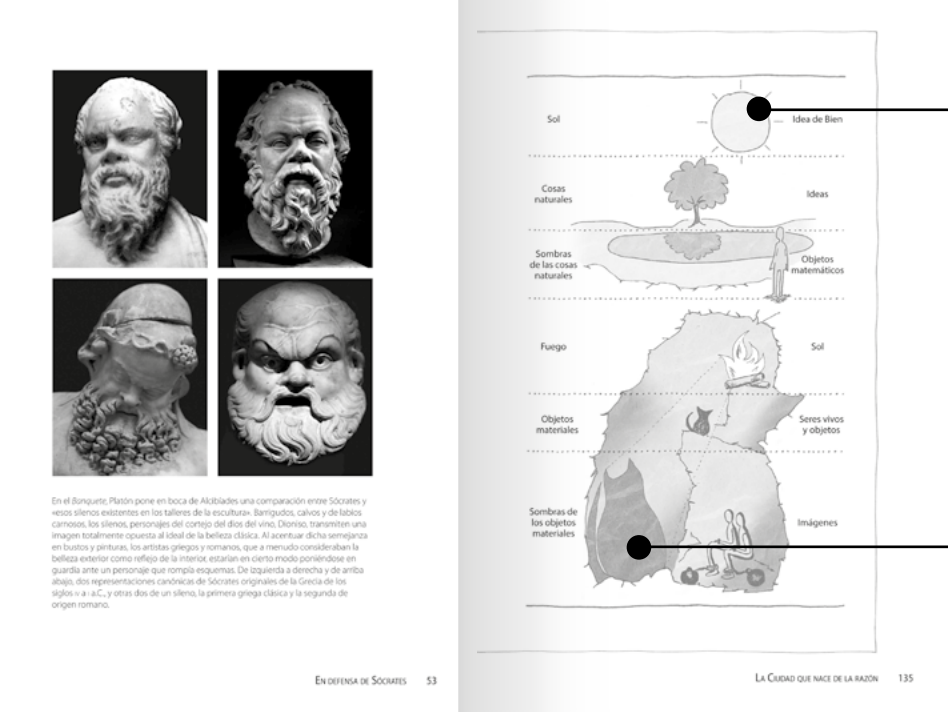 En el Banquete, Platón pone en boca de Alcibíades una comparación entre Sócrates y
«esos silenos existentes en los talleres de la escultura». Barrigudos, calvos y de labios
carnosos, los silenos, personajes del cortejo del dios del vino, Dioniso, transmiten una
imagen totalmente opuesta al ideal de la belleza clásica. Al acentuar dicha semejanza
en bustos y pinturas, los artistas griegos y romanos, que a menudo consideraban la
belleza exterior como reflejo de la interior, estarían en cierto modo poniéndose en
guardia ante un personaje que rompía esquemas. De izquierda a derecha y de arriba
abajo, dos representaciones canónicas de Sócrates originales de la Grecia de los
siglos IV a I a.C., y otras dos de un sileno, la primera griega clásica y la segunda de
origen romano.
En defensa de Sócrates 53
Sol
Idea de Bien
Cosas
naturales
Ideas
Sombras
de las cosas
naturales
Objetos
matemáticos
Fuego
Sol
Objetos
materiales
Seres vivos
y objetos
Sombras de
los objetos
materiales
Imágenes
La Ciudad que nace de la razón 135